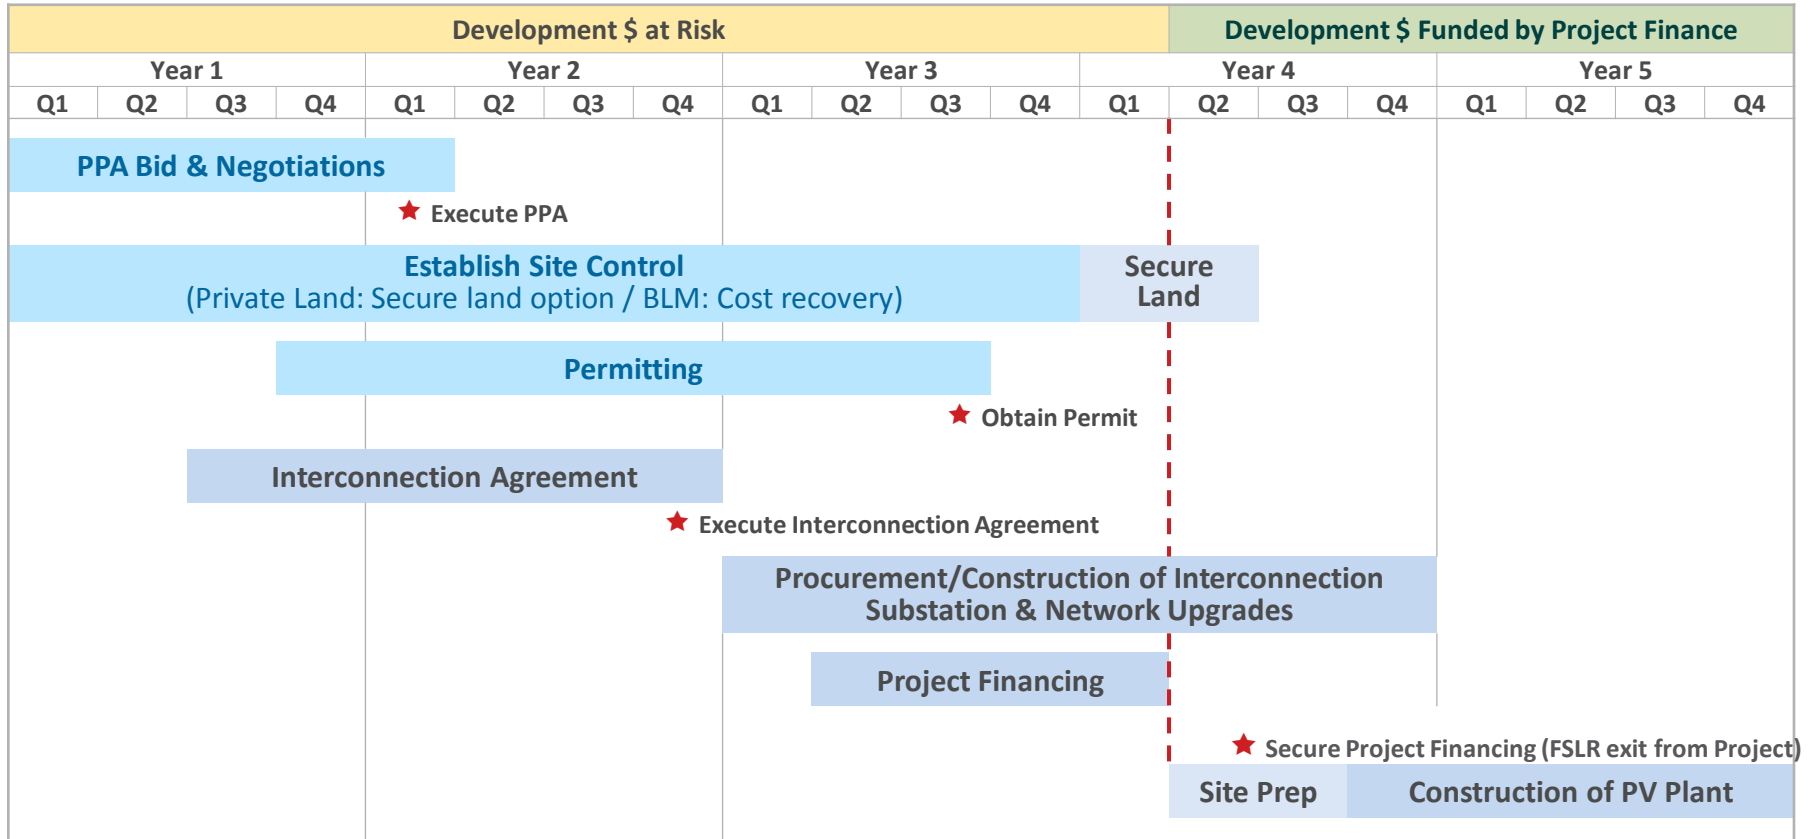 Development $ at Risk
Development $ Funded by Project Finance
Year 1
Year 2
Year 3
Year 4
Year 5
Q1 Q2 Q3 Q4 Q1 Q2 Q3 Q4 Q1 Q2 Q3 Q4 Q1 Q2 Q3 Q4 Q1 Q2 Q3 Q4
PPA Bid & Negotiations
Execute PPA
Establish Site Control
(Private Land: Secure land option / BLM: Cost recovery)
Secure
Land
Permitting
Obtain Permit
Interconnection Agreement
Execute Interconnection Agreement
Procurement/Construction of Interconnection
Substation & Network Upgrades
Project Financing
Secure Project Financing (FSLR exit from Project)
Site Prep
Construction of PV Plant